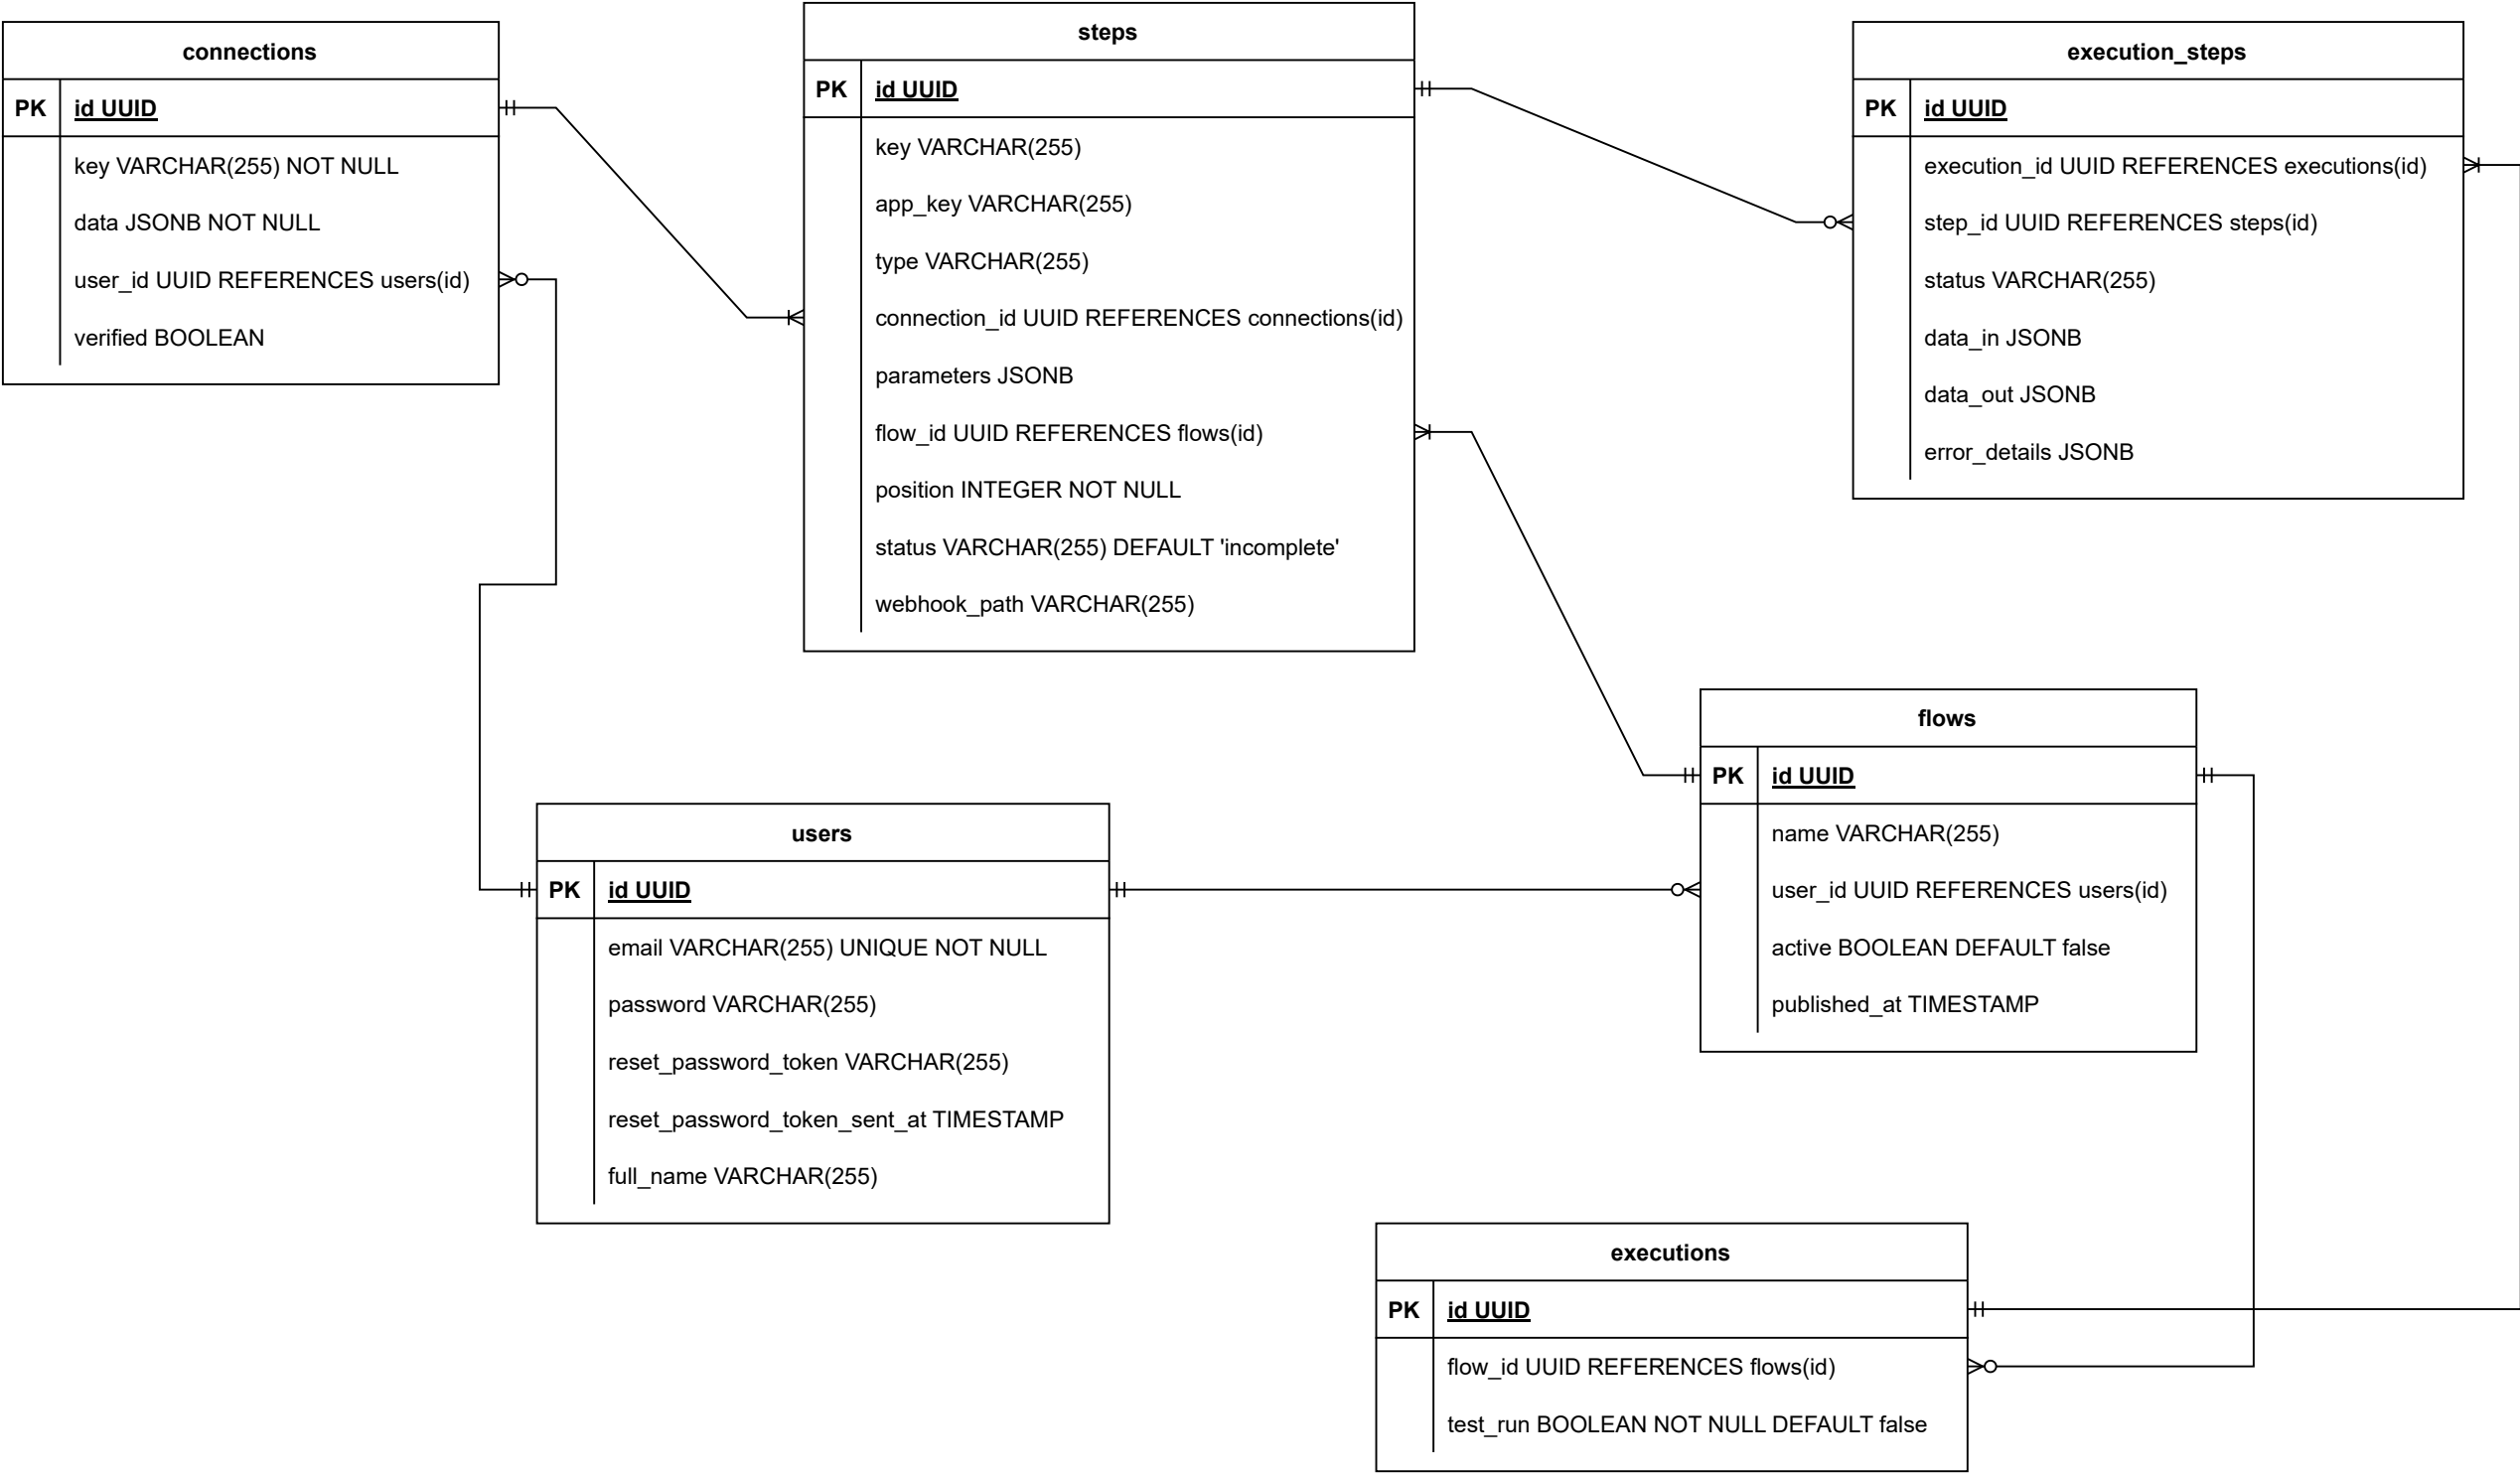 connections
PK id UUID
key VARCHAR(255) NOT NULL
data JSONB NOT NULL
user_id UUID REFERENCES users(id)
verified BOOLEAN
steps
PK id UUID
key VARCHAR(255)
app_key VARCHAR(255)
type VARCHAR(255)
connection_id UUID REFERENCES connections(id)
parameters JSONB
flow_id UUID REFERENCES flows(id)
position INTEGER NOT NULL
status VARCHAR(255) DEFAULT 'incomplete'
webhook_path VARCHAR(255)
execution_steps
PK id UUID
execution_id UUID REFERENCES executions(id)
step_id UUID REFERENCES steps(id)
status VARCHAR(255)
data_in JSONB
data_out JSONB
error_details JSONB
flows
PK id UUID
name VARCHAR(255)
user_id UUID REFERENCES users(id)
active BOOLEAN DEFAULT false
published_at TIMESTAMP
users
PK id UUID
email VARCHAR(255) UNIQUE NOT NULL
password VARCHAR(255)
reset_password_token VARCHAR(255)
reset_password_token_sent_at TIMESTAMP
full_name VARCHAR(255)
executions
PK id UUID
flow_id UUID REFERENCES flows(id)
test_run BOOLEAN NOT NULL DEFAULT false